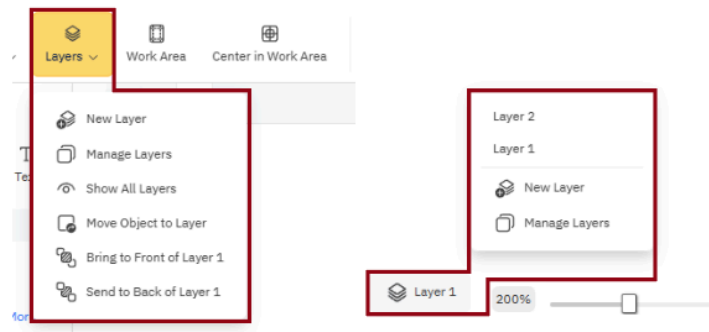 Layers
Work Area
Center in Work Area
New Layer
Manage Layers
Show All Layers
Move Object to Layer
Bring to Front of Layer 1
Send to Back of Layer 1
Layer 2
Layer 1
New Layer
Manage Layers
Layer 1
200%